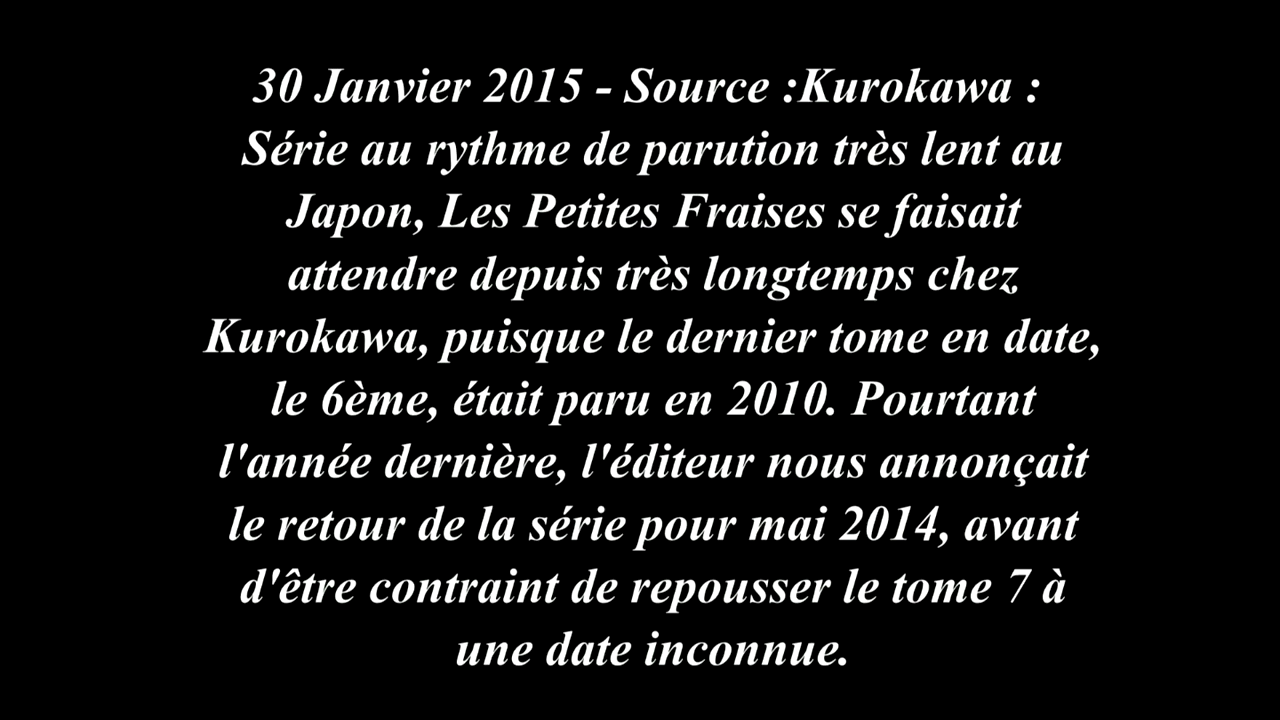 30 Janvier 2015 - Source :Kurokawa :
Série au rythme de parution très lent au
Japon, Les Petites Fraises se faisait
attendre depuis très longtemps chez
Kurokawa, puisque le dernier tome en date,
le 6ème, était paru en 2010. Pourtant
l'année dernière, l'éditeur nous annonçait
le retour de la série pour mai 2014, avant
d'être contraint de repousser le tome 7 à
une date inconnue.